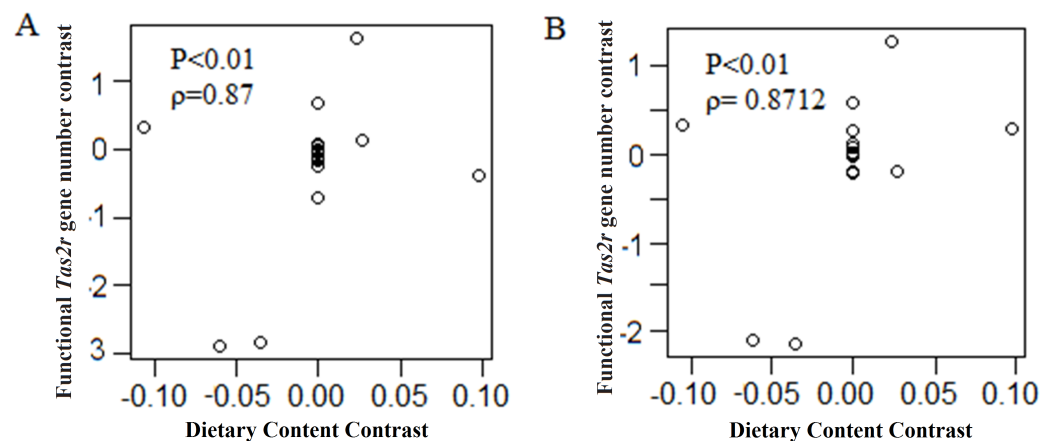 A
P<0.01
ρ=0.87
Functional Tas2r gene number contrast
1
0
-1
-2
3
-0.10 -0.05 0.00 0.05 0.10
Dietary Content Contrast
B
P<0.01
ρ= 0.8712
Functional Tas2r gene number contrast
1
0
-1
-2
-0.10 -0.05 0.00 0.05 0.10
Dietary Content Contrast